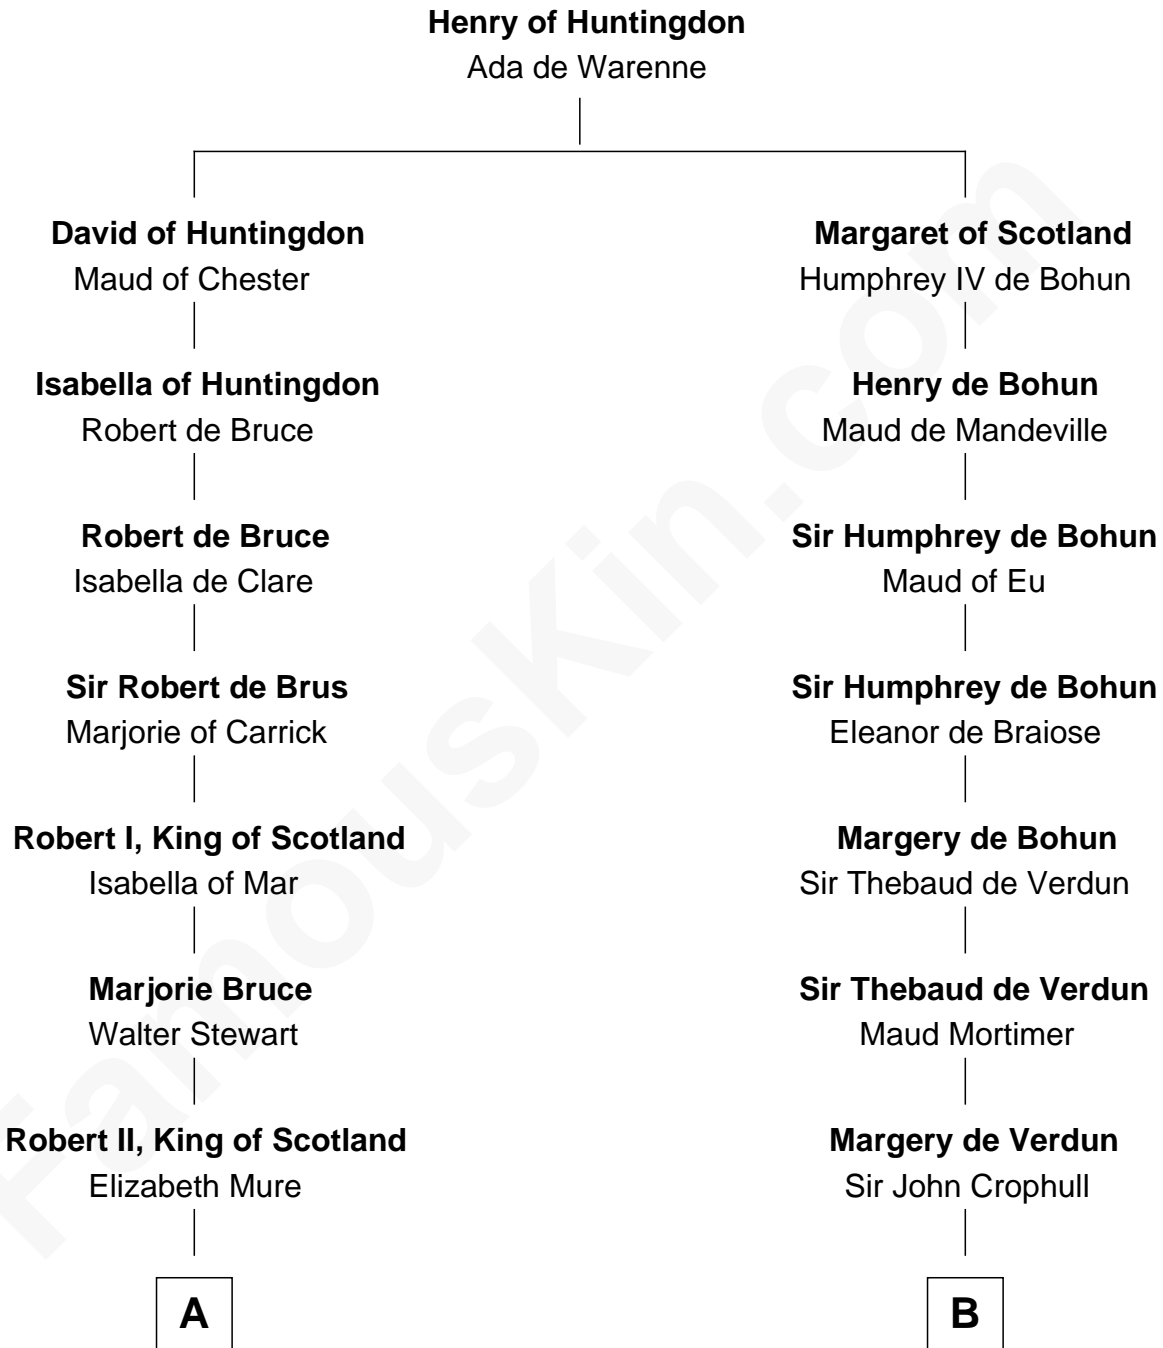 Henry of Huntingdon
Ada de Warenne
David of Huntingdon
Maud of Chester
Margaret of Scotland
Humphrey IV de Bohun
Isabella of Huntingdon
Robert de Bruce
Henry de Bohun
Maud de Mandeville
Robert de Bruce
Isabella de Clare
Sir Humphrey de Bohun
Maud of Eu
Sir Robert de Brus
Marjorie of Carrick
Sir Humphrey de Bohun
Eleanor de Braiose
Robert I, King of Scotland
Isabella of Mar
Margery de Bohun
Sir Thebaud de Verdun
Marjorie Bruce
Walter Stewart
Sir Thebaud de Verdun
Maud Mortimer
Robert II, King of Scotland
Elizabeth Mure
Margery de Verdun
Sir John Crophull
A
B
FamousKin.com